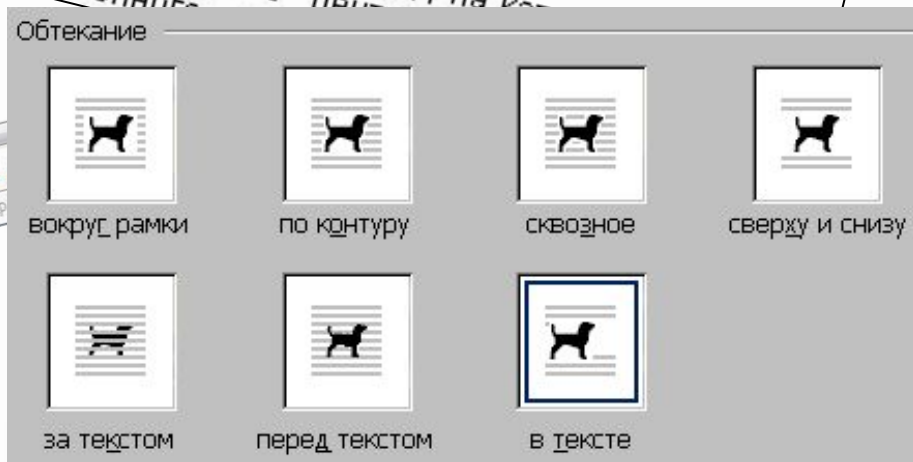 Обтекание
вокруг рамки по контуру сквозное сверху и снизу
за текстом перед текстом в тексте